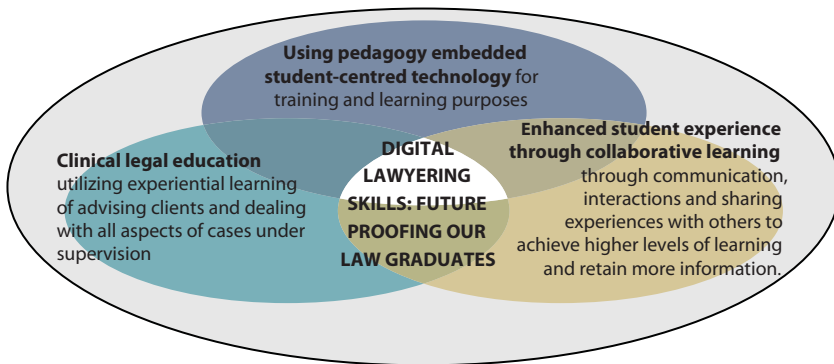 Using pedagogy embedded
student-centred technology for
training and learning purposes
Clinical legal education
utilizing experiential learning
of advising clients and dealing
with all aspects of cases under
supervision
DIGITAL
LAWYERING
SKILLS: FUTURE
PROOFING OUR
LAW GRADUATES
Enhanced student experience
through collaborative learning
through communication,
interactions and sharing
experiences with others to
achieve higher levels of learning
and retain more information.